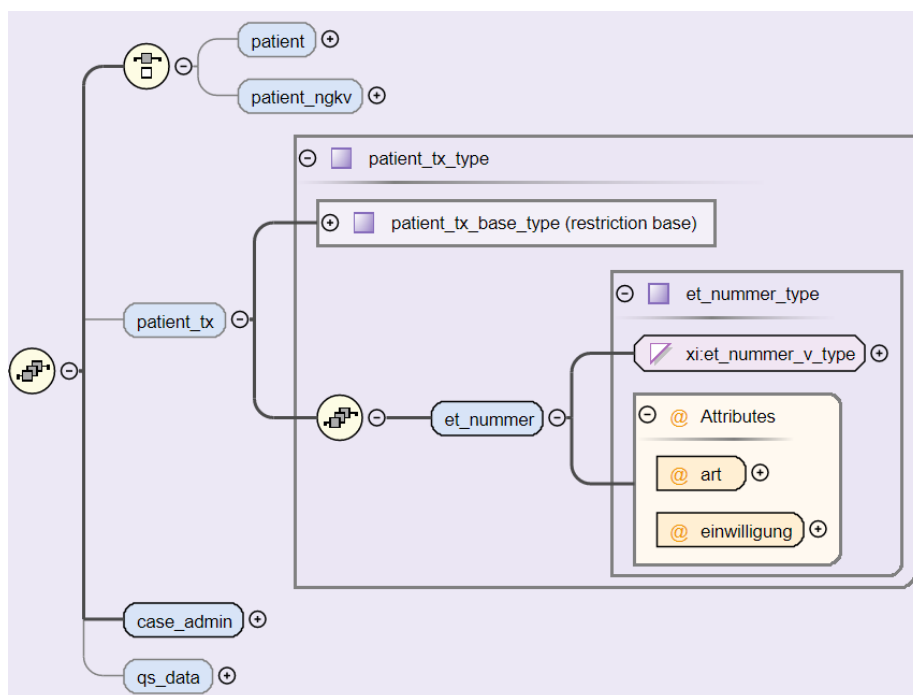 patient
patient_ngkv
patient_tx_type
patient_tx_base_type (restriction base)
et_nummer_type
patient_tx
xi:et_nummer_v_type
et_nummer
@ Attributes
@ art
@ einwilligung
case_admin
qs_data